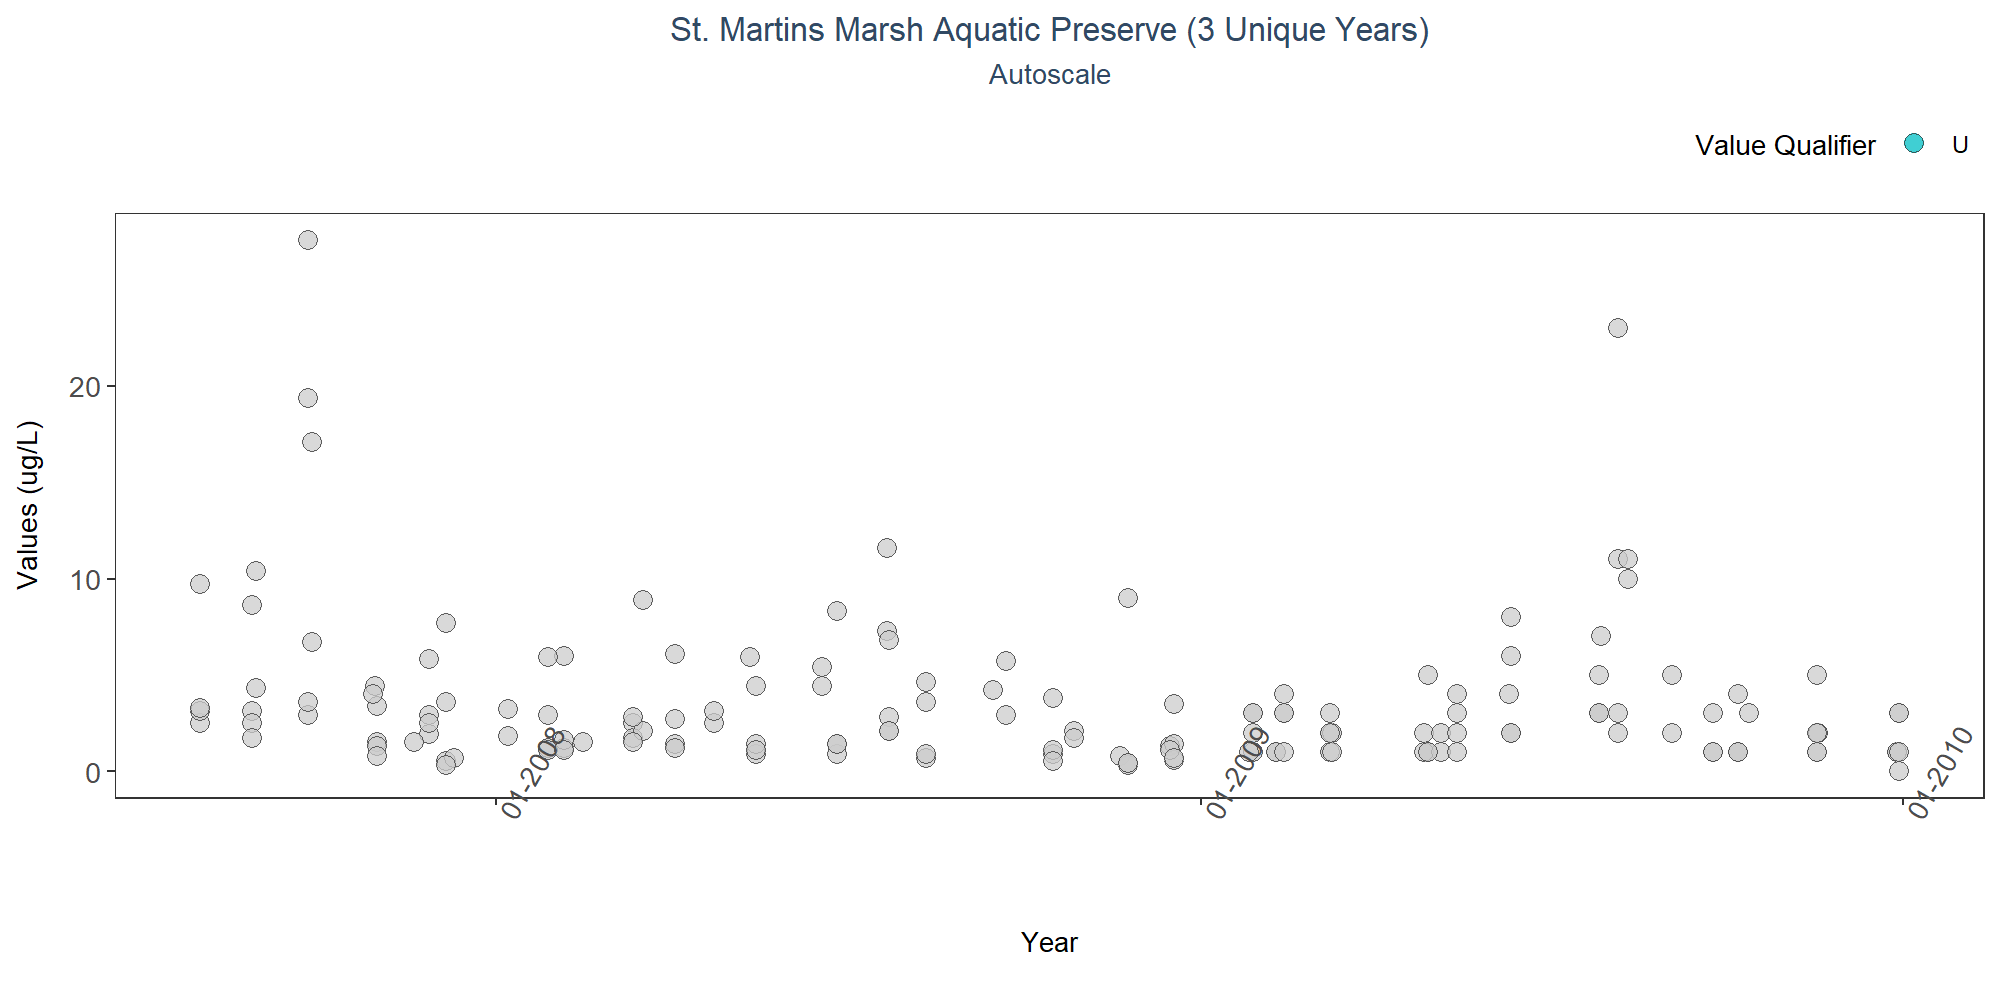 St. Martins Marsh Aquatic Preserve (3 Unique Years)
Autoscale
Value Qualifier U
Values (ug/L)
20
10
0
01-2008
01-2009
01-2010
Year